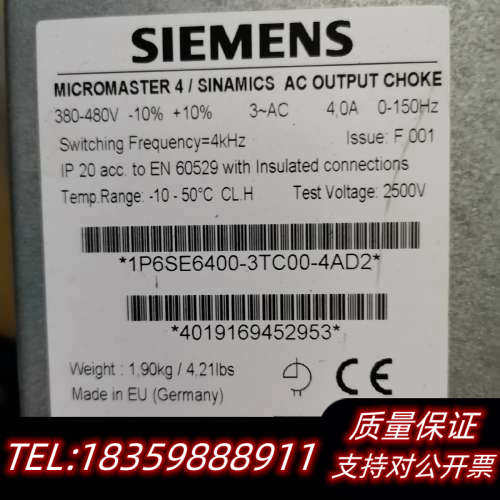 SIEMENS
MICROMASTER 4 / SINAMICS AC OUTPUT CHOKE
380-480V -10% +10% 3~AC 4,0A 0-150Hz
Switching Frequency=4kHz Issue: F 001
IP 20 acc. to EN 60529 with Insulated connections
Temp.Range: -10 - 50°C CL.H Test Voltage: 2500V
*1P6SE6400-3TC00-4AD2*
*4019169452953*
Weight : 1,90kg / 4,21lbs
Made in EU (Germany)
CE
TEL:18359888911
质量保证
支持对公开票